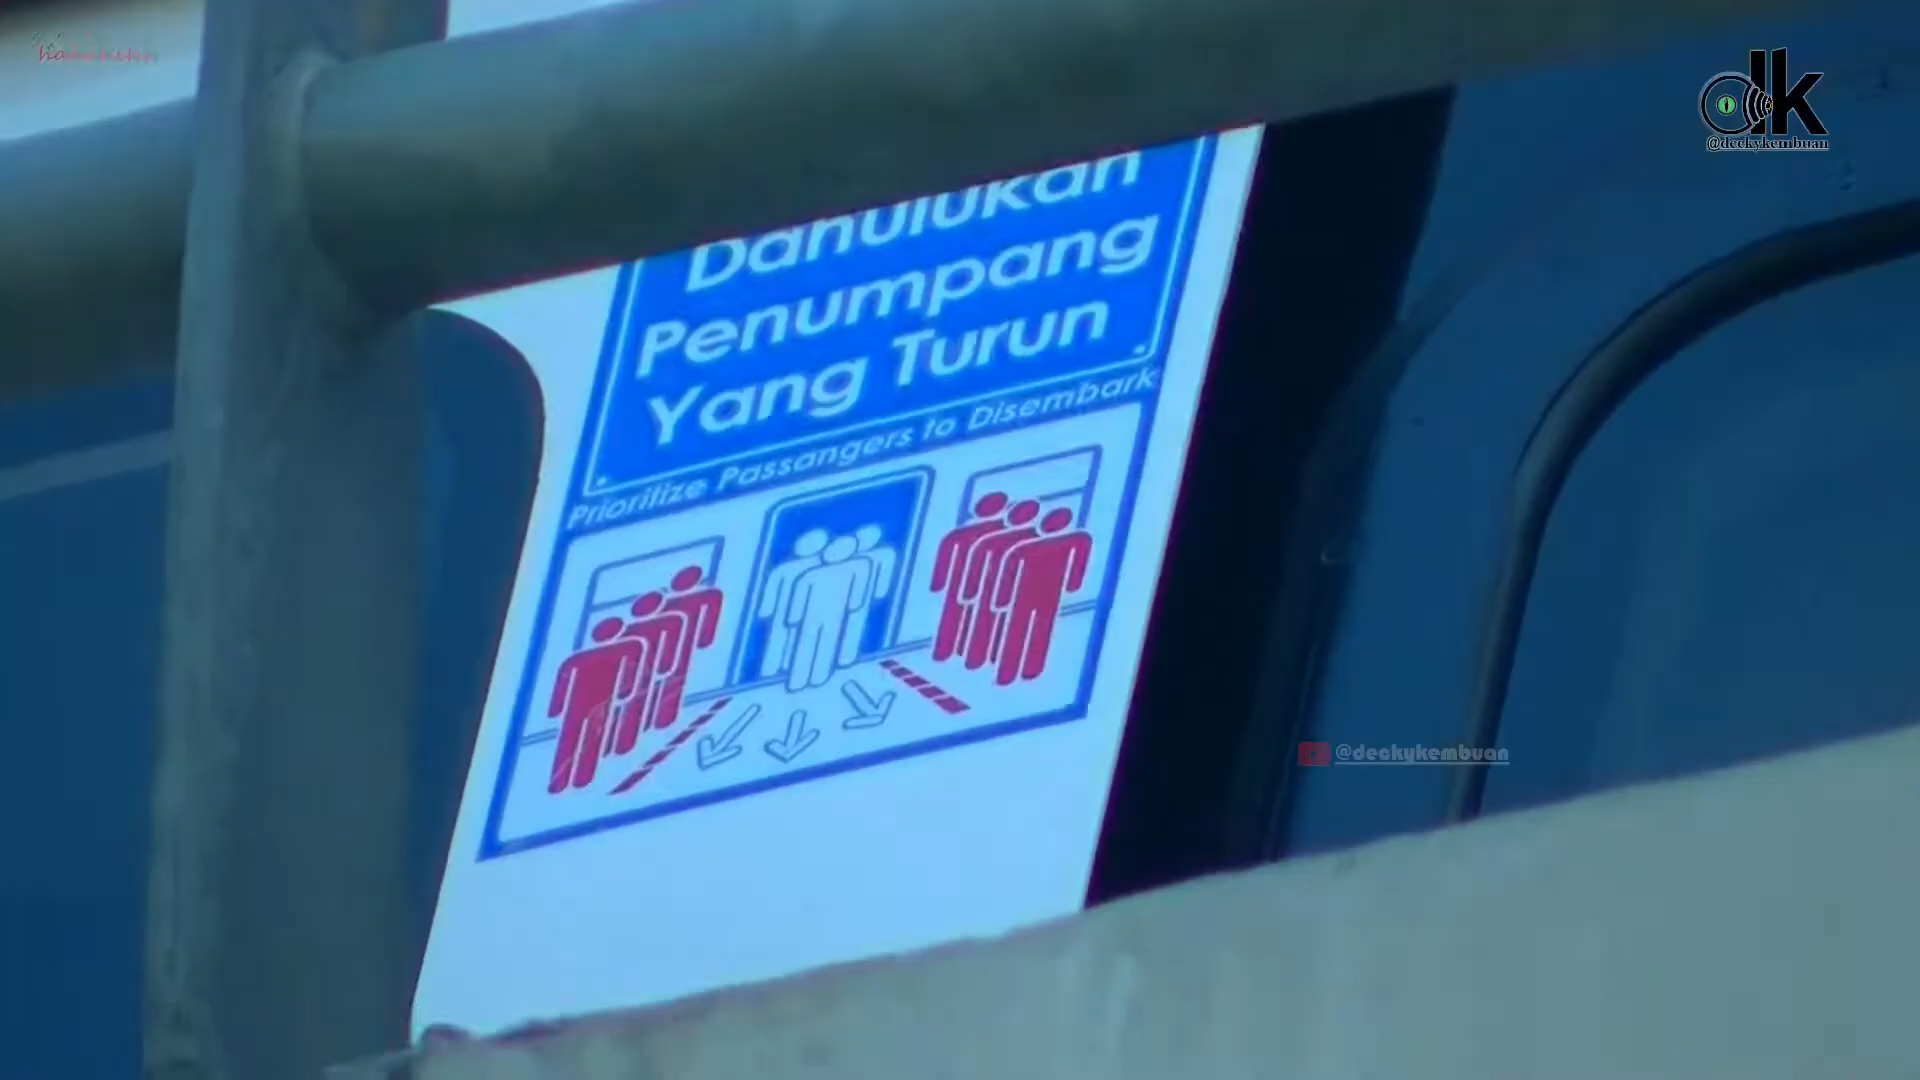 dk
@deckykembuan
Dahulukan
Penumpang
Yang Turun
Prioritize Passangers to Disembark
@deckykembuan